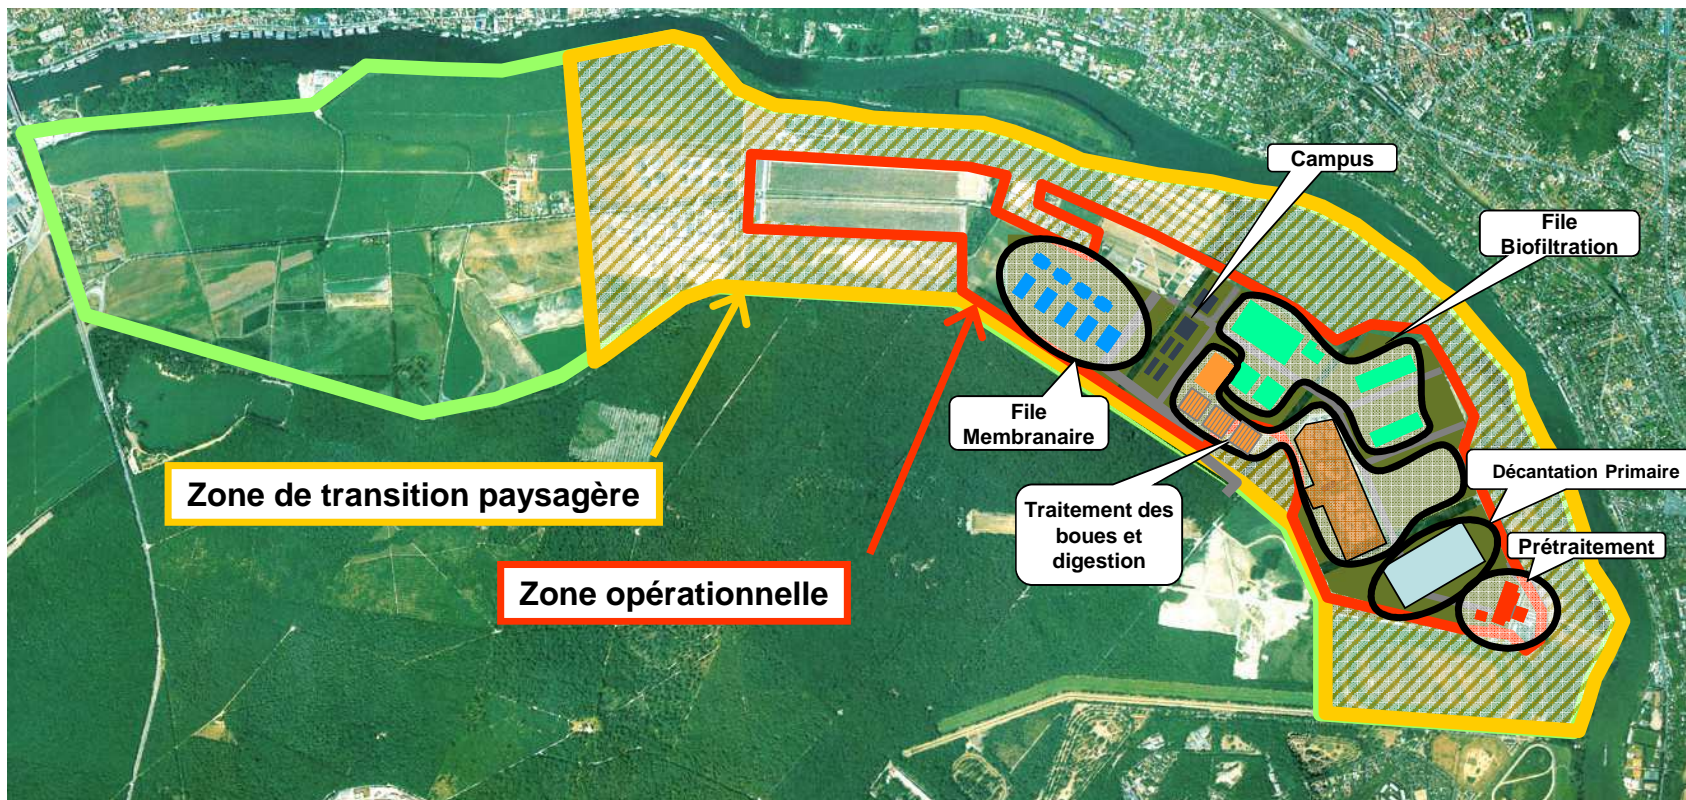 Campus
File
Biofiltration
File
Membranaire
Décantation Primaire
Zone de transition paysagère
Traitement des
boues et
digestion
Prétraitement
Zone opérationnelle